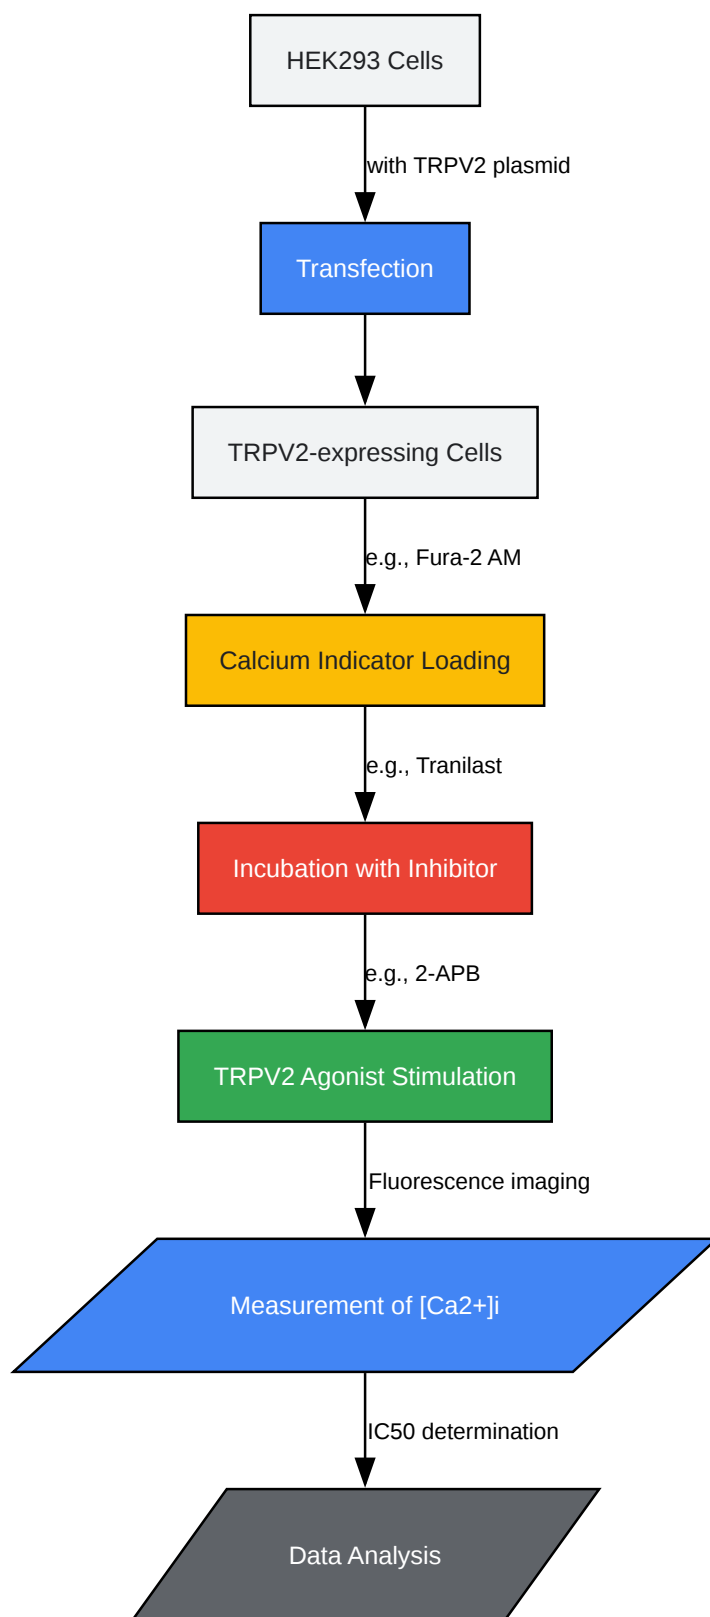 HEK293 Cells
with TRPV2 plasmid
Transfection
TRPV2-expressing Cells
e.g., Fura-2 AM
Calcium Indicator Loading
e.g., Tranilast
Incubation with Inhibitor
e.g., 2-APB
TRPV2 Agonist Stimulation
Fluorescence imaging
Measurement of [Ca2+]i
IC50 determination
Data Analysis